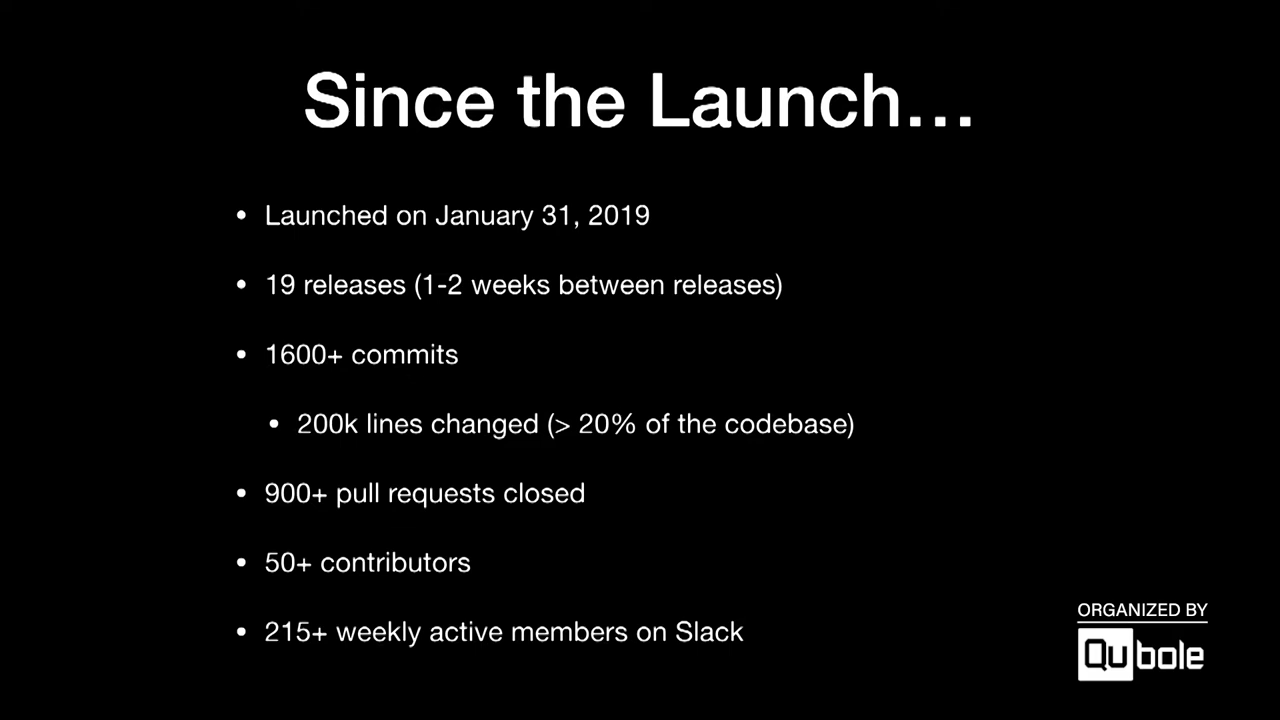 Since the Launch…
• Launched on January 31, 2019
• 19 releases (1-2 weeks between releases)
• 1600+ commits
• 200k lines changed (> 20% of the codebase)
• 900+ pull requests closed
• 50+ contributors
• 215+ weekly active members on Slack
ORGANIZED BY
Qubole